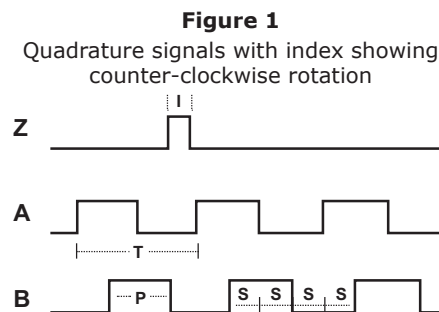 Figure 1
Quadrature signals with index showing
counter-clockwise rotation
I
Z
A
T
B
P
S S S S